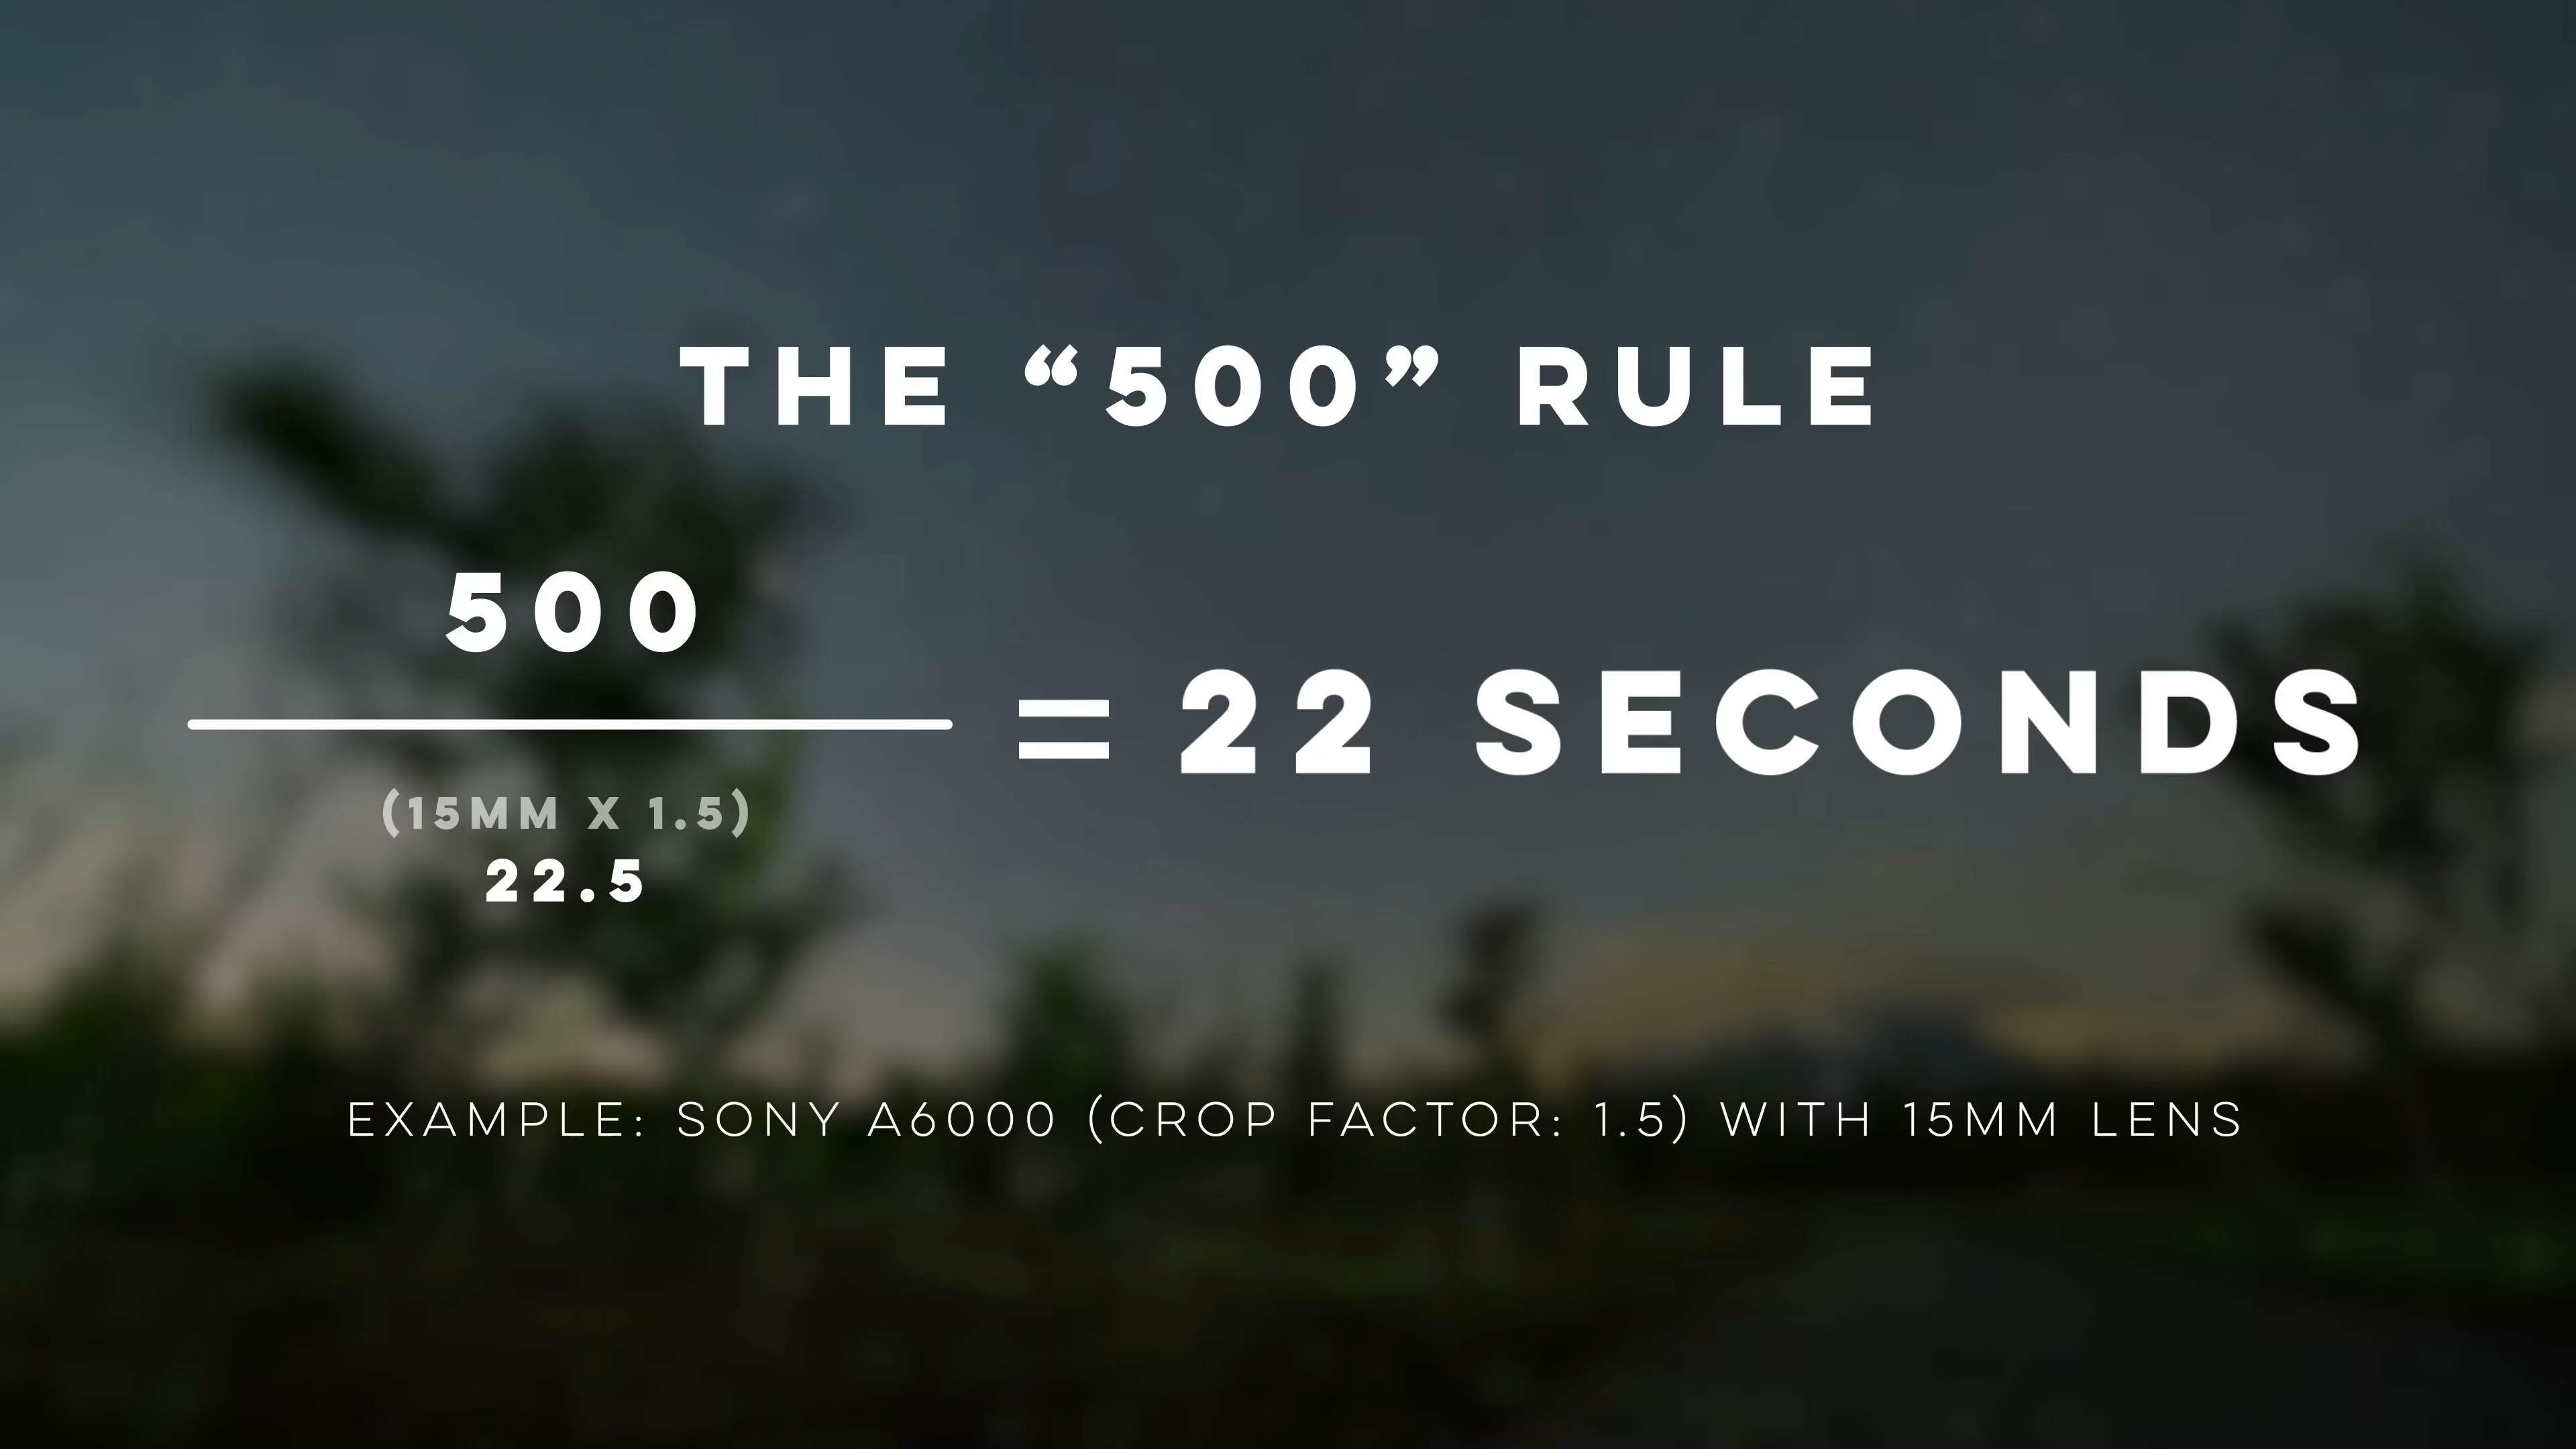 THE “500” RULE
500
(15MM X 1.5)
22.5
= 22 SECONDS
EXAMPLE: SONY A6000 (CROP FACTOR: 1.5) WITH 15MM LENS